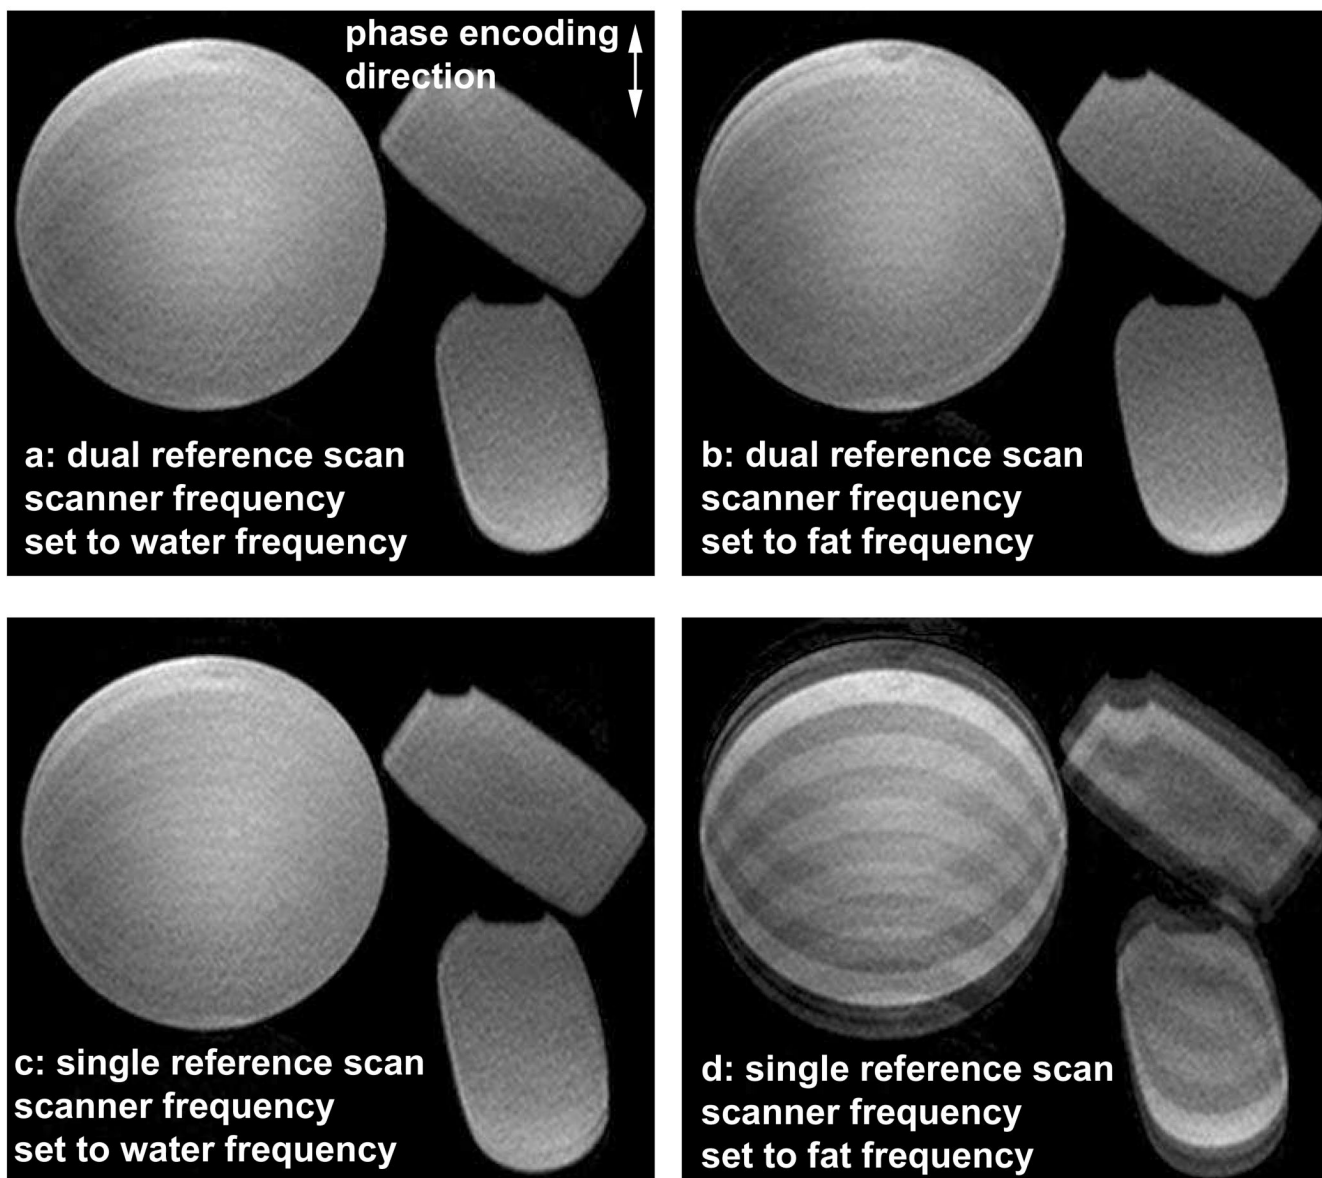 phase encoding
direction
a: dual reference scan
scanner frequency
set to water frequency
b: dual reference scan
scanner frequency
set to fat frequency
c: single reference scan
scanner frequency
set to water frequency
d: single reference scan
scanner frequency
set to fat frequency